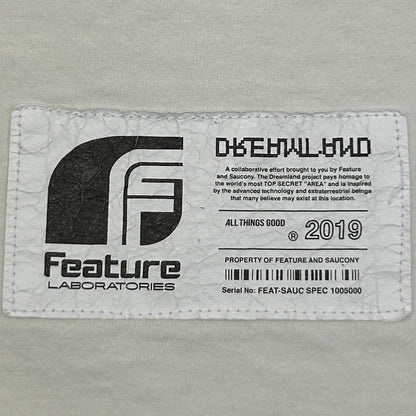 Feature
LABORATORIES
DREAMLAND
A collaborative effort brought to you by Feature
and Saucony. The Dreamland project pays homage to
the world's most TOP SECRET "AREA" and is inspired
by the advanced technology and extraterrestrial beings
that many believe may exist at this location.
ALL THINGS GOOD
® 2019
PROPERTY OF FEATURE AND SAUCONY
Serial No: FEAT-SAUC SPEC 1005000